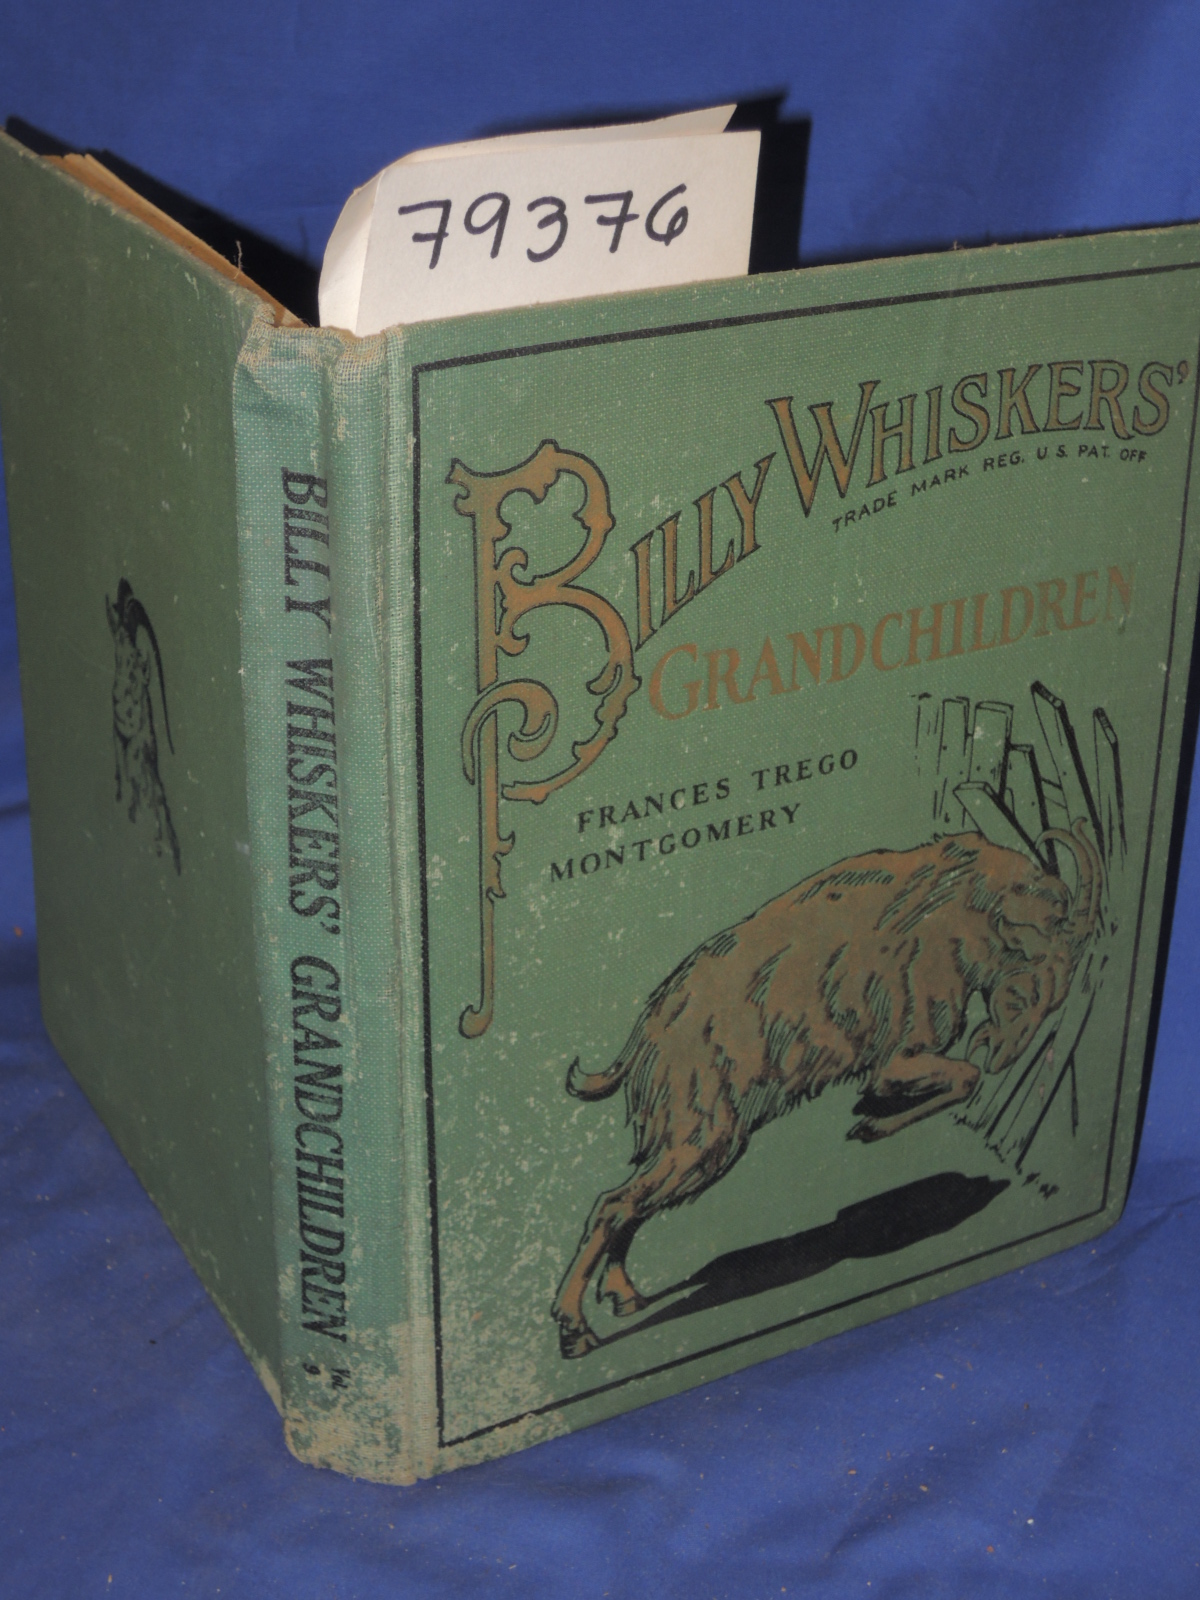 79376
BILLY WHISKERS'
TRADE MARK REG. U.S. PAT. OFF
GRANDCHILDREN
FRANCES TREGO
MONTGOMERY
BILLY WHISKERS' GRANDCHILDREN Vol. 9